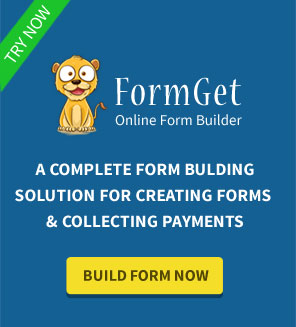 TRY NOW
FormGet
Online Form Builder
A COMPLETE FORM BULDING
SOLUTION FOR CREATING FORMS
& COLLECTING PAYMENTS
BUILD FORM NOW